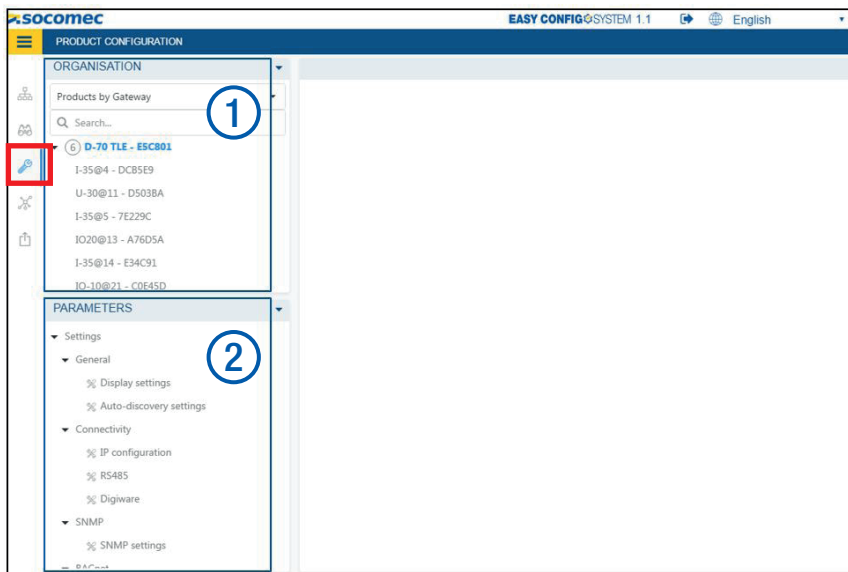 socomec
EASY CONFIG SYSTEM 1.1
English
PRODUCT CONFIGURATION
ORGANISATION
Products by Gateway
1
Search...
6 D-70 TLE - E5C801
I-35@4 - DC85E9
U-30@11 - D503BA
I-35@5 - 7E229C
IO20@13 - A76D5A
I-35@14 - E34C91
IO-10@21 - C0E45D
PARAMETERS
Settings
2
General
Display settings
Auto-discovery settings
Connectivity
IP configuration
RS485
Digiware
SNMP
SNMP settings
BACnet